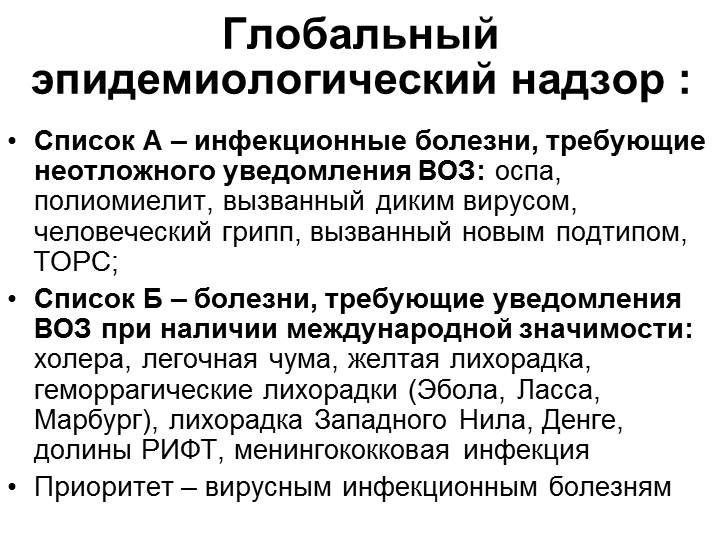 Глобальный
эпидемиологический надзор :
• Список А – инфекционные болезни, требующие
неотложного уведомления ВОЗ: оспа,
полиомиелит, вызванный диким вирусом,
человеческий грипп, вызванный новым подтипом,
ТОРС;
• Список Б – болезни, требующие уведомления
ВОЗ при наличии международной значимости:
холера, легочная чума, желтая лихорадка,
геморрагические лихорадки (Эбола, Ласса,
Марбург), лихорадка Западного Нила, Денге,
долины РИФТ, менингококковая инфекция
• Приоритет – вирусным инфекционным болезням